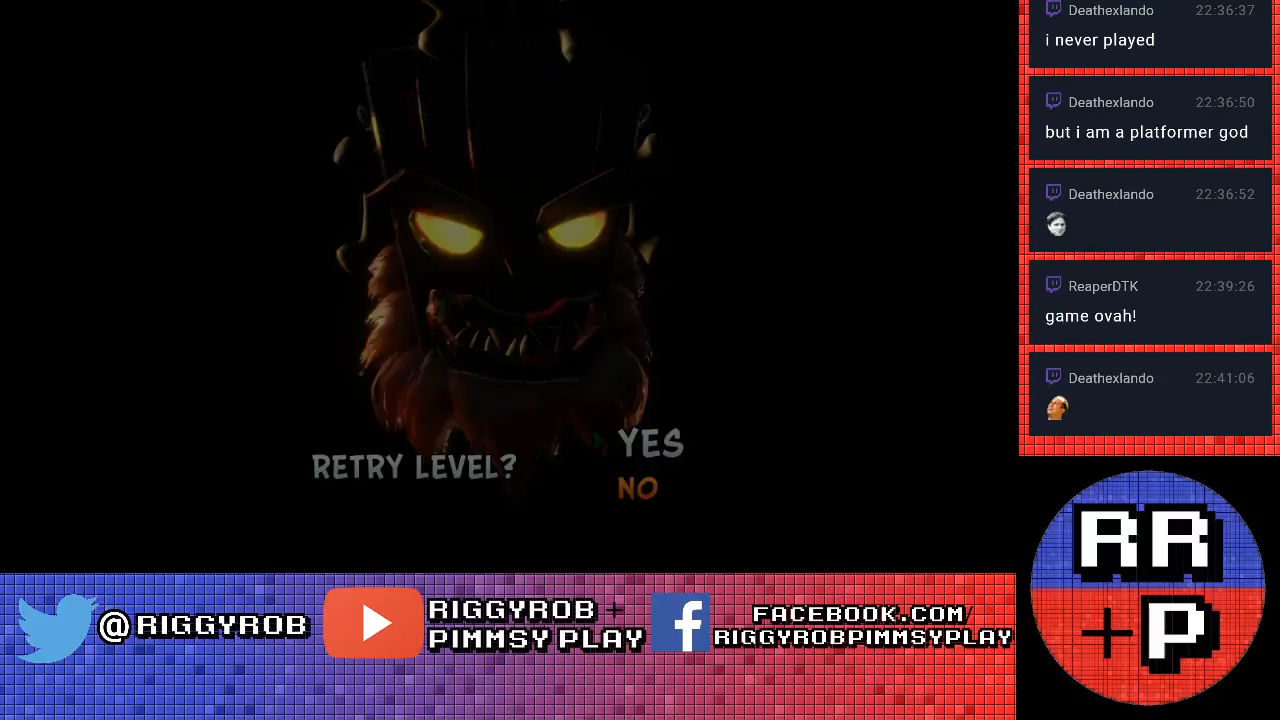 Deathexlando 22:36:37
i never played
Deathexlando 22:36:50
but i am a platformer god
Deathexlando 22:36:52
ReaperDTK 22:39:26
game ovah!
Deathexlando 22:41:06
RETRY LEVEL?
YES
NO
@RIGGYROB
RIGGYROB +
PIMMSY PLAY
FACEBOOK.COM/
RIGGYROBPIMMSYPLAY
RR
+P